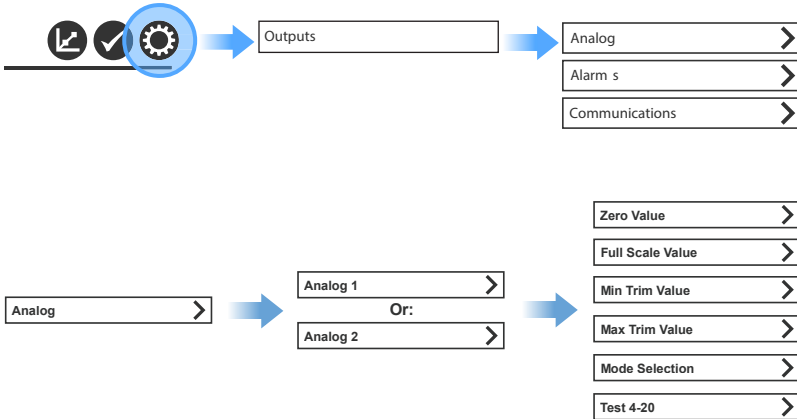 Outputs
Analog
Alarm s
Communications
Analog
Analog 1
Or:
Analog 2
Zero Value
Full Scale Value
Min Trim Value
Max Trim Value
Mode Selection
Test 4-20